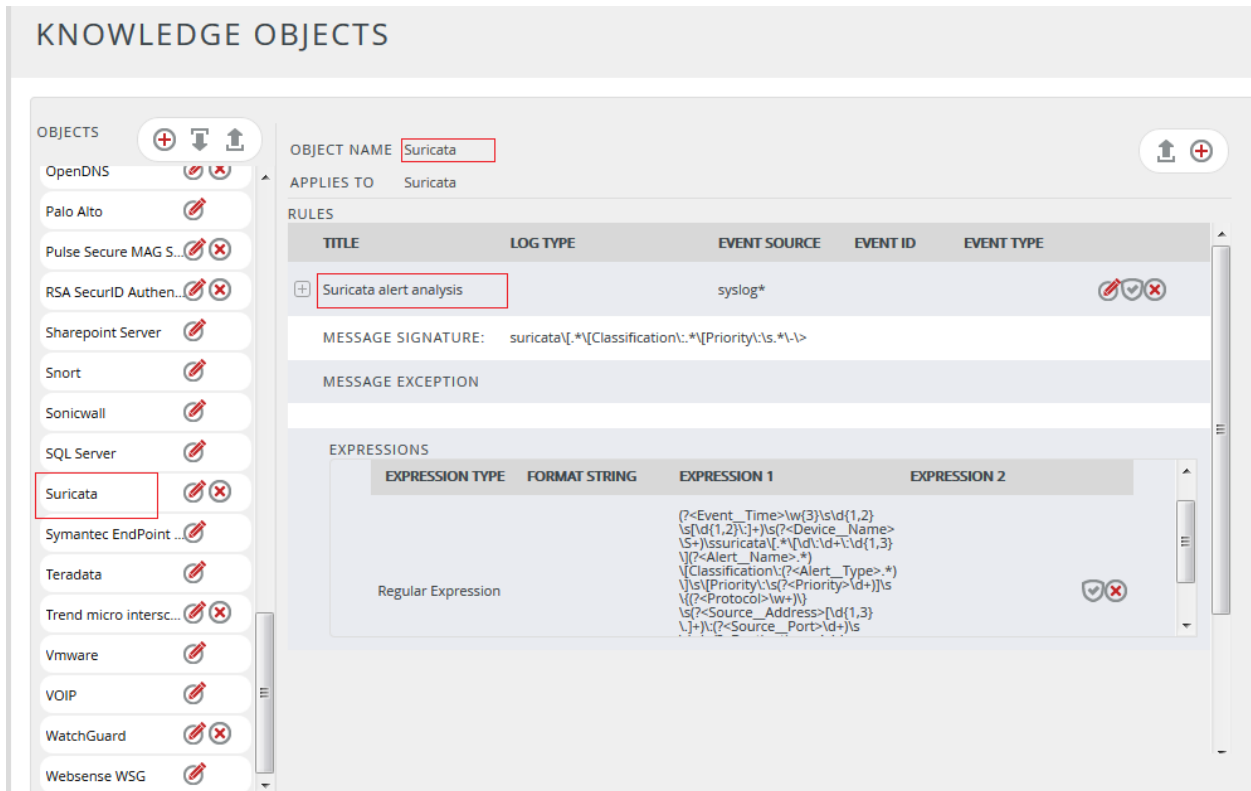 KNOWLEDGE OBJECTS
OBJECTS
OpenDNS
Palo Alto
Pulse Secure MAG S...
RSA SecurID Authen...
Sharepoint Server
Snort
Sonicwall
SQL Server
Suricata
Symantec EndPoint ...
Teradata
Trend micro intersc...
Vmware
VOIP
WatchGuard
Websense WSG
OBJECT NAME Suricata
APPLIES TO Suricata
RULES
TITLE LOG TYPE EVENT SOURCE EVENT ID EVENT TYPE
Suricata alert analysis syslog*
MESSAGE SIGNATURE: suricata\[.*\[Classification\:.*\[Priority\:\s.*\-\>
MESSAGE EXCEPTION
EXPRESSIONS
EXPRESSION TYPE FORMAT STRING EXPRESSION 1 EXPRESSION 2
Regular Expression
(?<Event__Time>\w{3}\s\d{1,2}
\s[\d{1,2}\:]+)\s(?<Device__Name>
\S+)\ssuricata\[.*\[\d\:\d+\:\d{1,3}
\](?<Alert__Name>.*)
\[Classification\:(?<Alert__Type>.*)
\]\s\[Priority\:\s(?<Priority>\d+)]\s
\{(?<Protocol>\w+)\}
\s(?<Source__Address>[\d{1,3}
\.]+)\:(?<Source__Port>\d+)\s